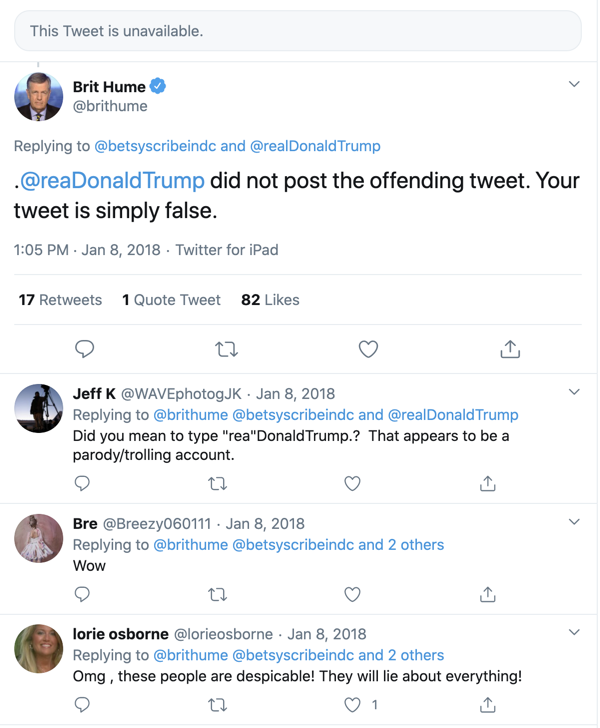 This Tweet is unavailable.
Brit Hume
@brithume
Replying to @betsyscribeindc and @realDonaldTrump
.@reaDonaldTrump did not post the offending tweet. Your
tweet is simply false.
1:05 PM · Jan 8, 2018 · Twitter for iPad
17 Retweets 1 Quote Tweet 82 Likes
Jeff K @WAVEphotogJK · Jan 8, 2018
Replying to @brithume @betsyscribeindc and @realDonaldTrump
Did you mean to type "rea"DonaldTrump.? That appears to be a
parody/trolling account.
Bre @Breezy060111 · Jan 8, 2018
Replying to @brithume @betsyscribeindc and 2 others
Wow
lorie osborne @lorieosborne · Jan 8, 2018
Replying to @brithume @betsyscribeindc and 2 others
Omg , these people are despicable! They will lie about everything!
1